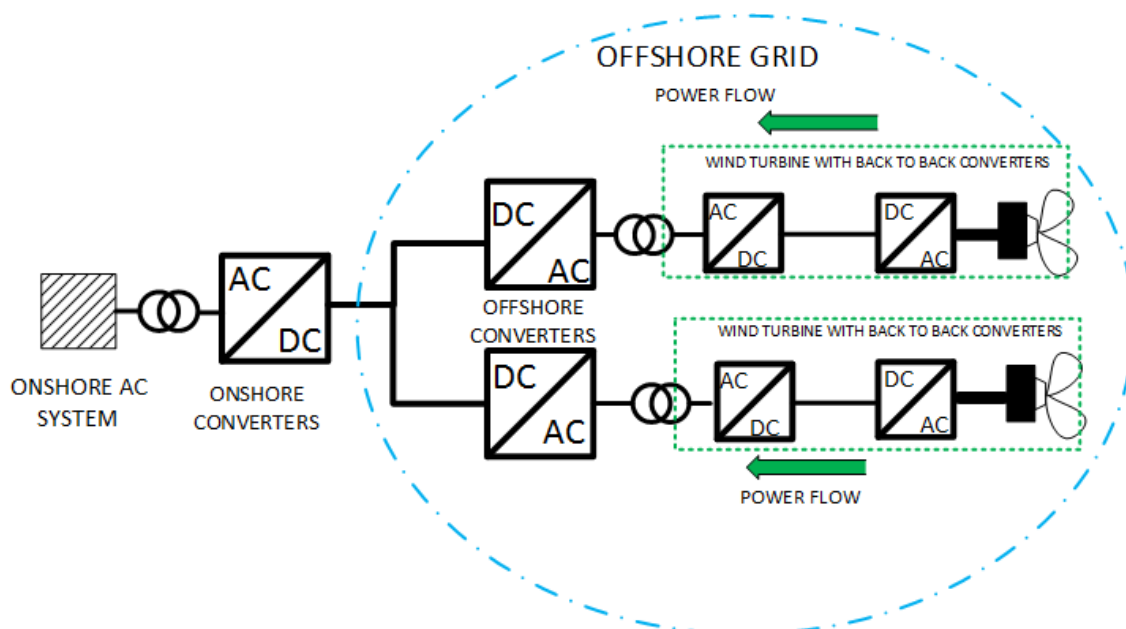 OFFSHORE GRID
POWER FLOW
WIND TURBINE WITH BACK TO BACK CONVERTERS
DC
AC
AC
DC
DC
AC
AC
DC
OFFSHORE
CONVERTERS
ONSHORE AC
SYSTEM
ONSHORE
CONVERTERS
WIND TURBINE WITH BACK TO BACK CONVERTERS
DC
AC
AC
DC
DC
AC
POWER FLOW